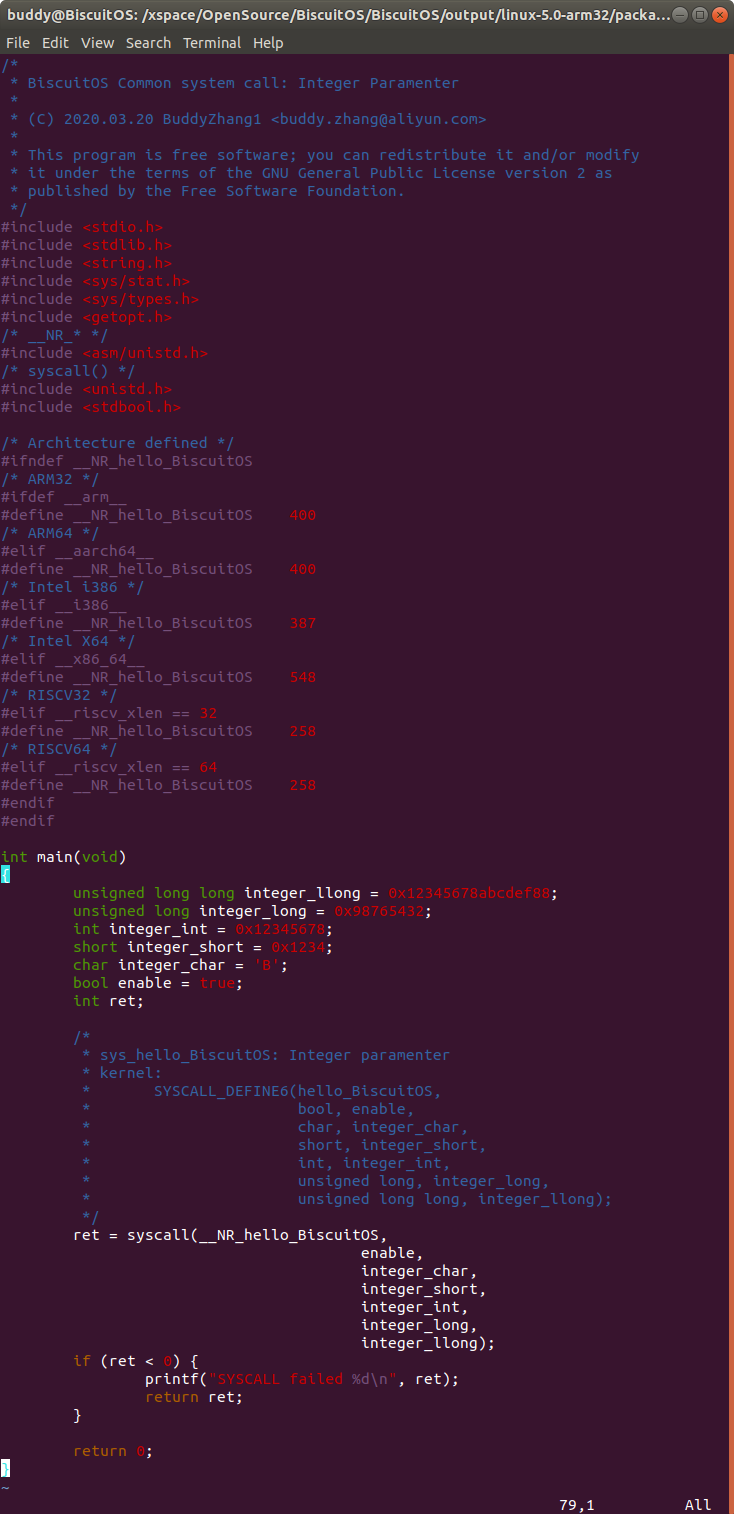 buddy@BiscuitOS: /xspace/OpenSource/BiscuitOS/BiscuitOS/output/linux-5.0-arm32/packa...
File Edit View Search Terminal Help
/*
 * BiscuitOS Common system call: Integer Paramenter
 *
 * (C) 2020.03.20 BuddyZhang1 <buddy.zhang@aliyun.com>
 *
 * This program is free software; you can redistribute it and/or modify
 * it under the terms of the GNU General Public License version 2 as
 * published by the Free Software Foundation.
 */
#include <stdio.h>
#include <stdlib.h>
#include <string.h>
#include <sys/stat.h>
#include <sys/types.h>
#include <getopt.h>
/* __NR_* */
#include <asm/unistd.h>
/* syscall() */
#include <unistd.h>
#include <stdbool.h>

/* Architecture defined */
#ifndef __NR_hello_BiscuitOS
/* ARM32 */
#ifdef __arm__
#define __NR_hello_BiscuitOS    400
/* ARM64 */
#elif __aarch64__
#define __NR_hello_BiscuitOS    400
/* Intel i386 */
#elif __i386__
#define __NR_hello_BiscuitOS    387
/* Intel X64 */
#elif __x86_64__
#define __NR_hello_BiscuitOS    548
/* RISCV32 */
#elif __riscv_xlen == 32
#define __NR_hello_BiscuitOS    258
/* RISCV64 */
#elif __riscv_xlen == 64
#define __NR_hello_BiscuitOS    258
#endif
#endif

int main(void)
{
        unsigned long long integer_llong = 0x12345678abcdef88;
        unsigned long integer_long = 0x98765432;
        int integer_int = 0x12345678;
        short integer_short = 0x1234;
        char integer_char = 'B';
        bool enable = true;
        int ret;

        /*
         * sys_hello_BiscuitOS: Integer paramenter
         * kernel:
         *       SYSCALL_DEFINE6(hello_BiscuitOS,
         *                       bool, enable,
         *                       char, integer_char,
         *                       short, integer_short,
         *                       int, integer_int,
         *                       unsigned long, integer_long,
         *                       unsigned long long, integer_llong);
         */
        ret = syscall(__NR_hello_BiscuitOS,
                                        enable,
                                        integer_char,
                                        integer_short,
                                        integer_int,
                                        integer_long,
                                        integer_llong);
        if (ret < 0) {
                printf("SYSCALL failed %d\n", ret);
                return ret;
        }

        return 0;
}
~
79,1 All